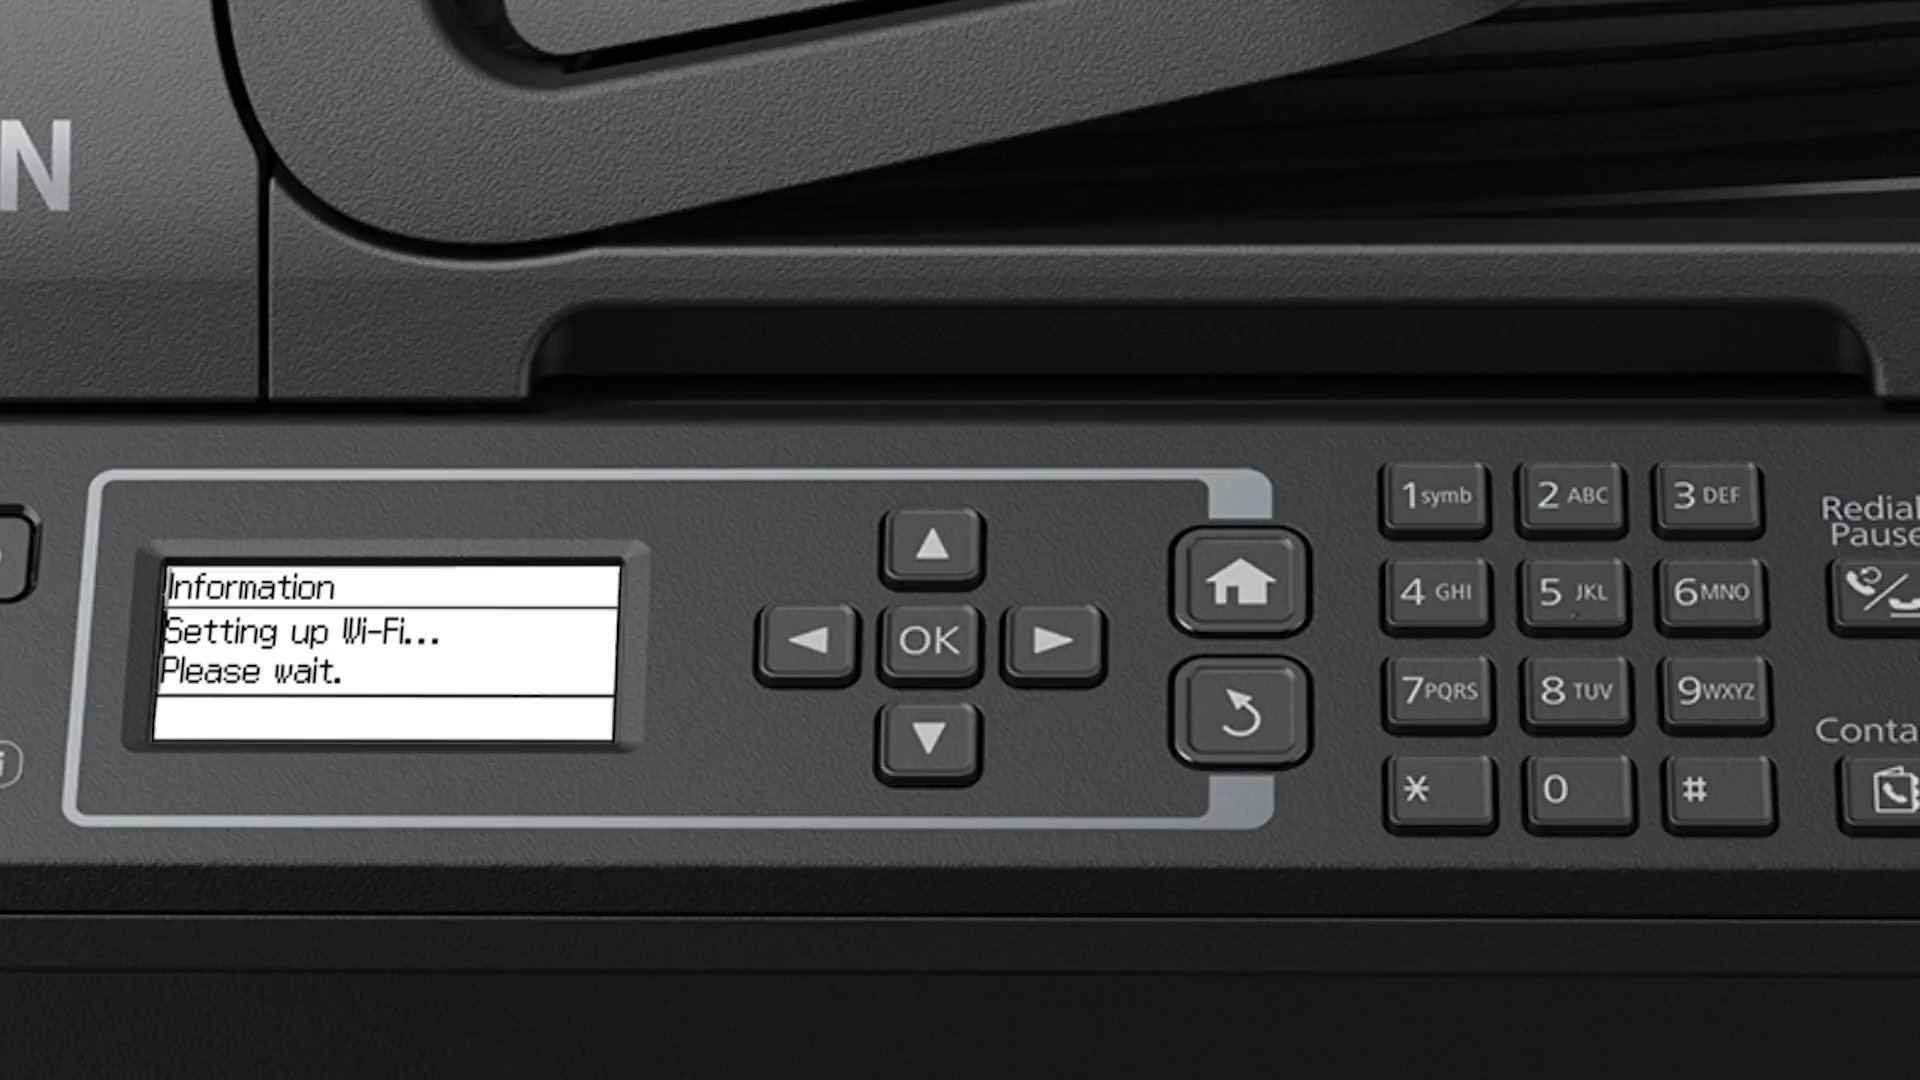 N
Information
Setting up Wi-Fi...
Please wait.
OK
1 symb
2 ABC
3 DEF
4 GHI
5 JKL
6 MNO
7 PQRS
8 TUV
9 WXYZ
*
0
#
Redial
Pause
Conta
i